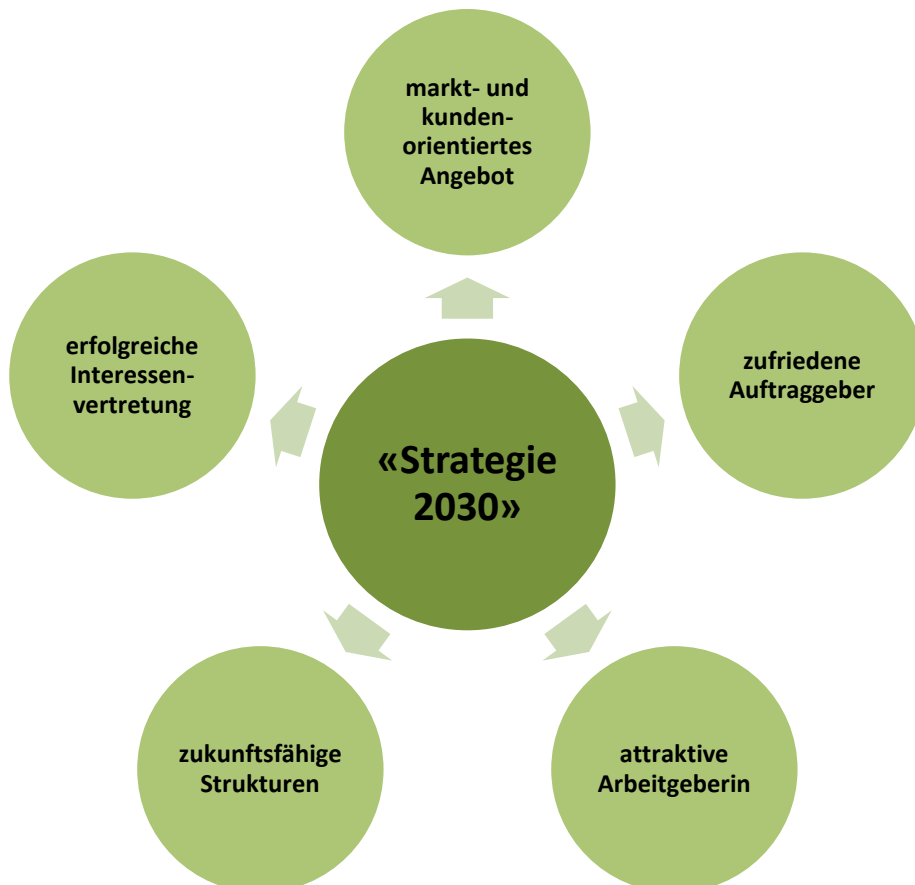 markt- und
kunden-
orientiertes
Angebot
zufriedene
Auftraggeber
attraktive
Arbeitgeberin
zukunftsfähige
Strukturen
erfolgreiche
Interessen-
vertretung
«Strategie
2030»